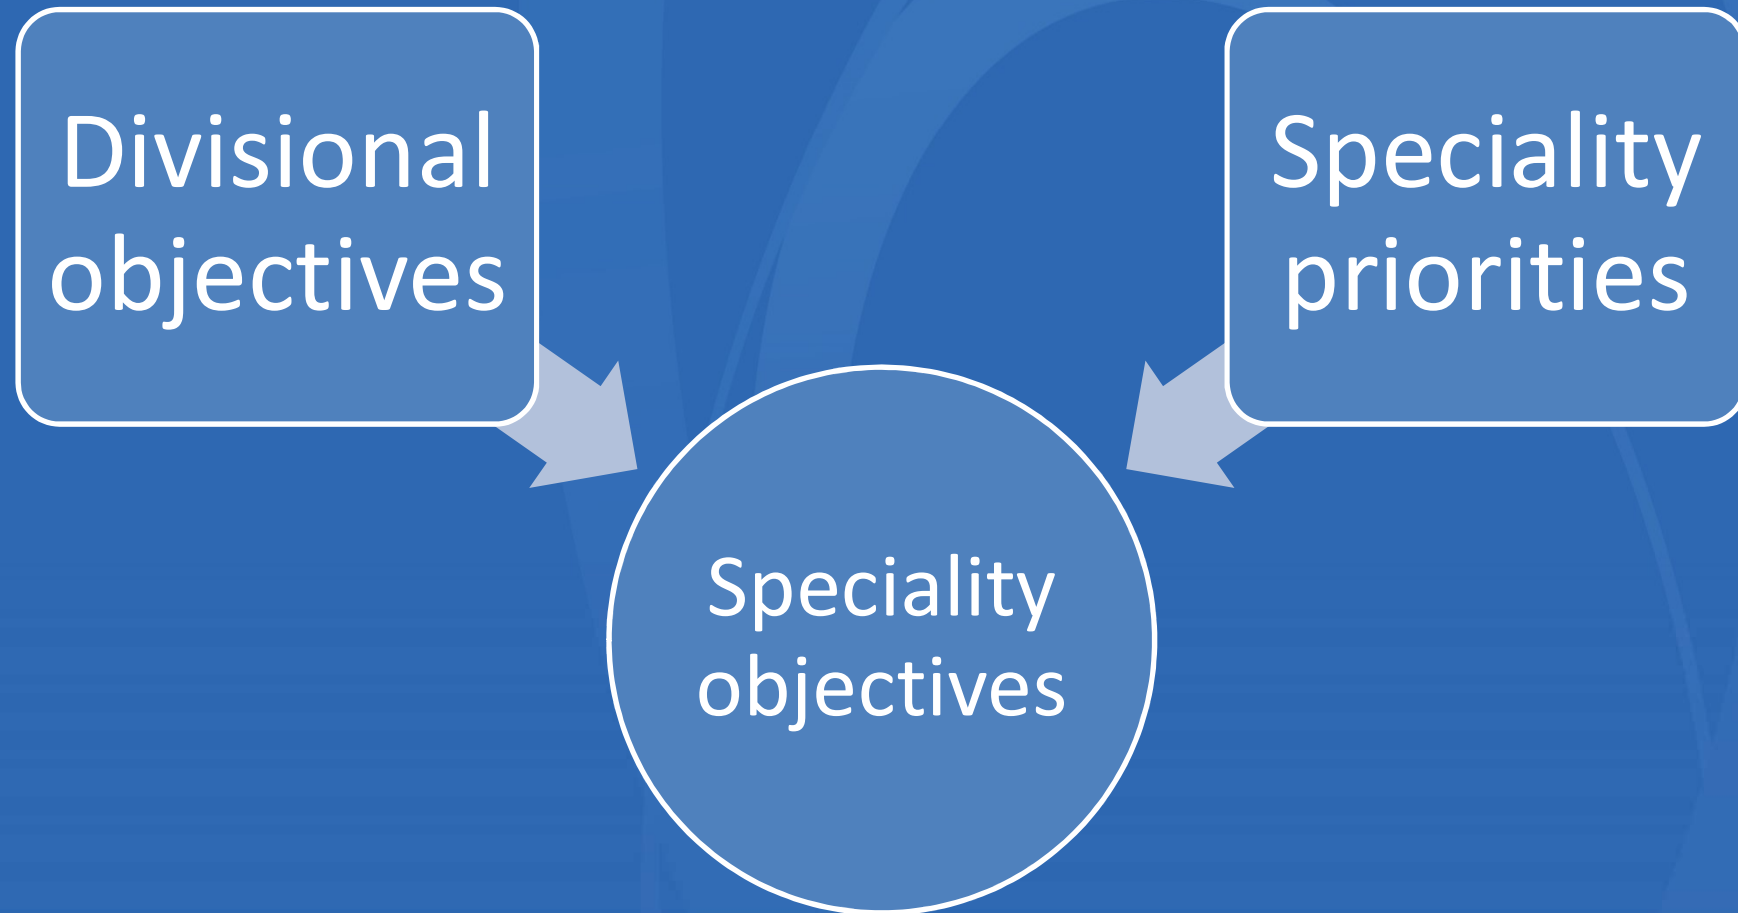 Divisional
objectives
Speciality
priorities
Speciality
objectives